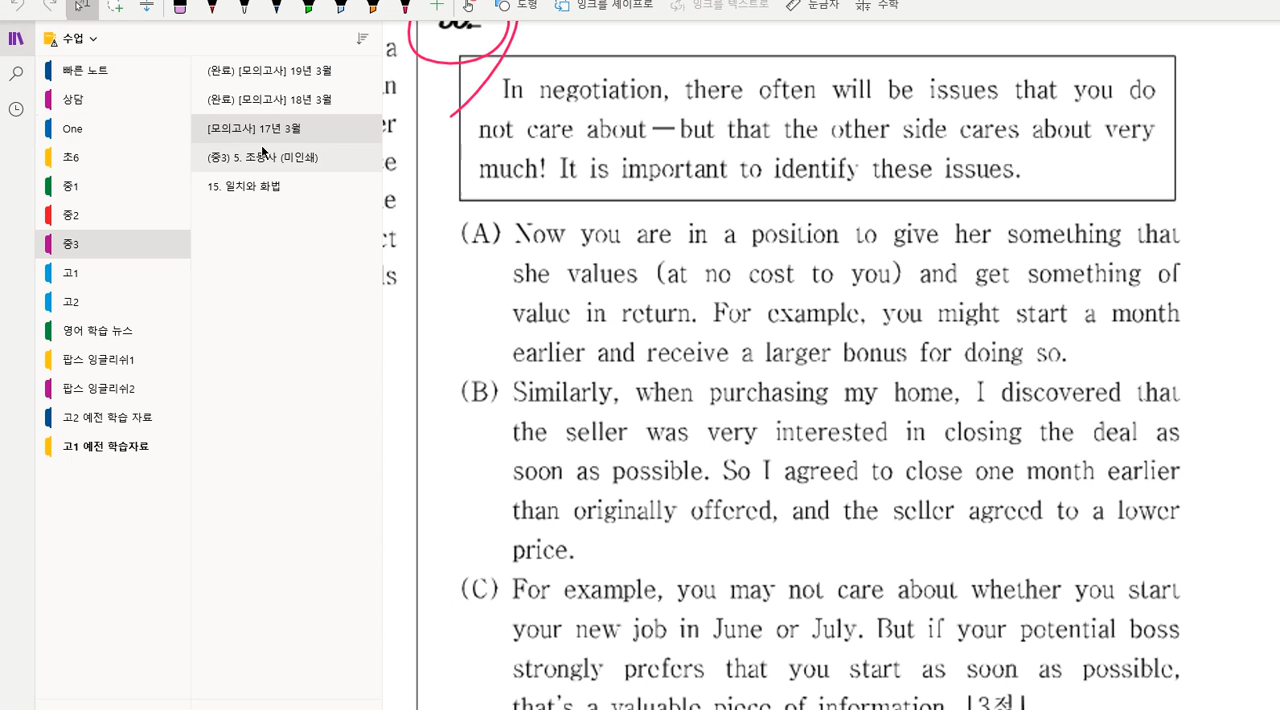 도형
잉크를 셰이프로
잉크를 텍스트로
눈금자
수학
수업
빠른 노트
상담
One
초6
중1
중2
중3
고1
고2
영어 학습 뉴스
팝스 잉글리쉬1
팝스 잉글리쉬2
고2 예전 학습 자료
고1 예전 학습자료
(완료) [모의고사] 19년 3월
(완료) [모의고사] 18년 3월
[모의고사] 17년 3월
(중3) 5. 조동사 (미인쇄)
15. 일치와 화법
a
n
er
e
e
ct
ls
In negotiation, there often will be issues that you do
not care about — but that the other side cares about very
much! It is important to identify these issues.
(A) Now you are in a position to give her something that
she values (at no cost to you) and get something of
value in return. For example, you might start a month
earlier and receive a larger bonus for doing so.
(B) Similarly, when purchasing my home, I discovered that
the seller was very interested in closing the deal as
soon as possible. So I agreed to close one month earlier
than originally offered, and the seller agreed to a lower
price.
(C) For example, you may not care about whether you start
your new job in June or July. But if your potential boss
strongly prefers that you start as soon as possible,
that's a valuable piece of information. [3점]